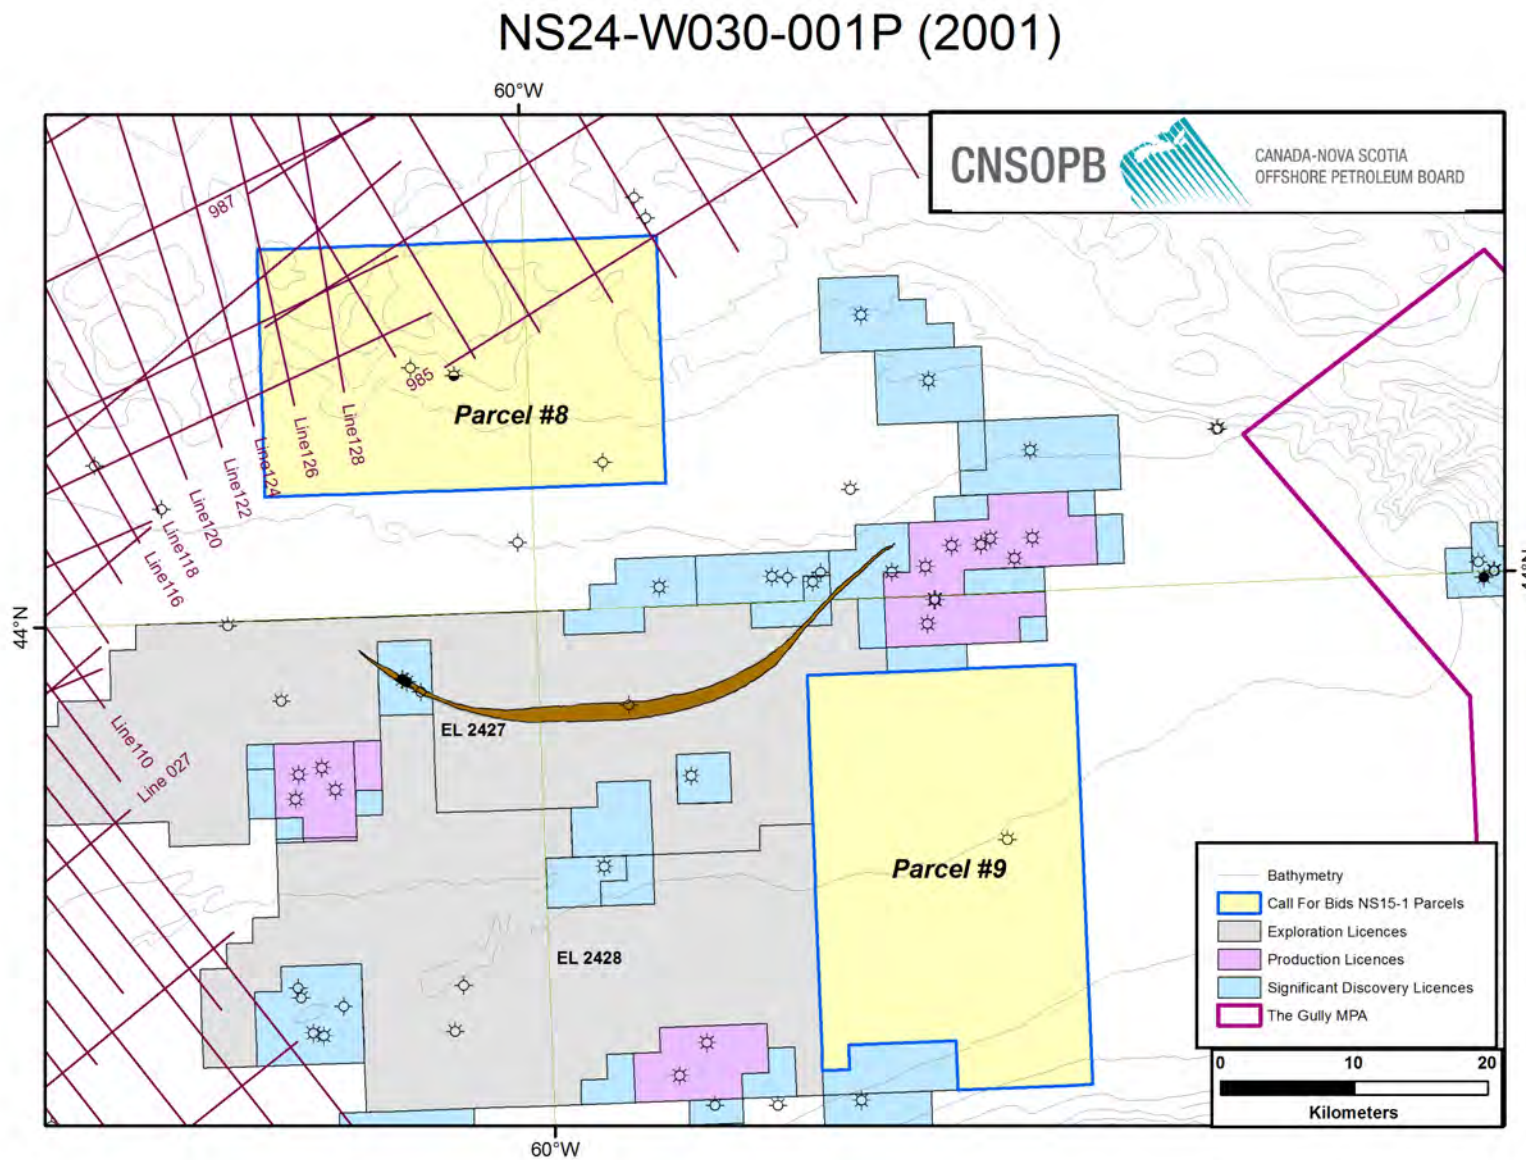 NS24-W030-001P (2001)
60°W
CNSOPB
CANADA-NOVA SCOTIA
OFFSHORE PETROLEUM BOARD
987
985
Parcel #8
Line128
Line126
Line124
Line122
Line120
Line118
Line116
44°N
44°N
EL 2427
Line110
Line 027
Parcel #9
EL 2428
Bathymetry
Call For Bids NS15-1 Parcels
Exploration Licences
Production Licences
Significant Discovery Licences
The Gully MPA
0 10 20
Kilometers
60°W